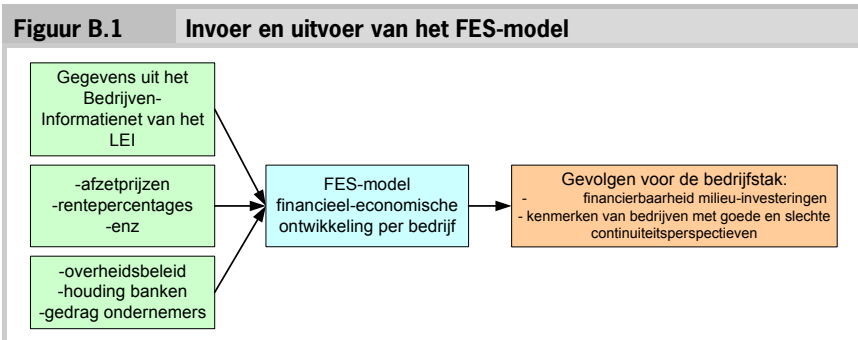 Figuur B.1 Invoer en uitvoer van het FES-model
Gegevens uit het
Bedrijven-
Informatienet van het
LEI
-afzetprijzen
-rentepercentages
-enz
-overheidsbeleid
-houding banken
-gedrag ondernemers
FES-model
financieel-economische
ontwikkeling per bedrijf
Gevolgen voor de bedrijfstak:
- financierbaarheid milieu-investeringen
- kenmerken van bedrijven met goede en slechte
continuiteitsperspectieven